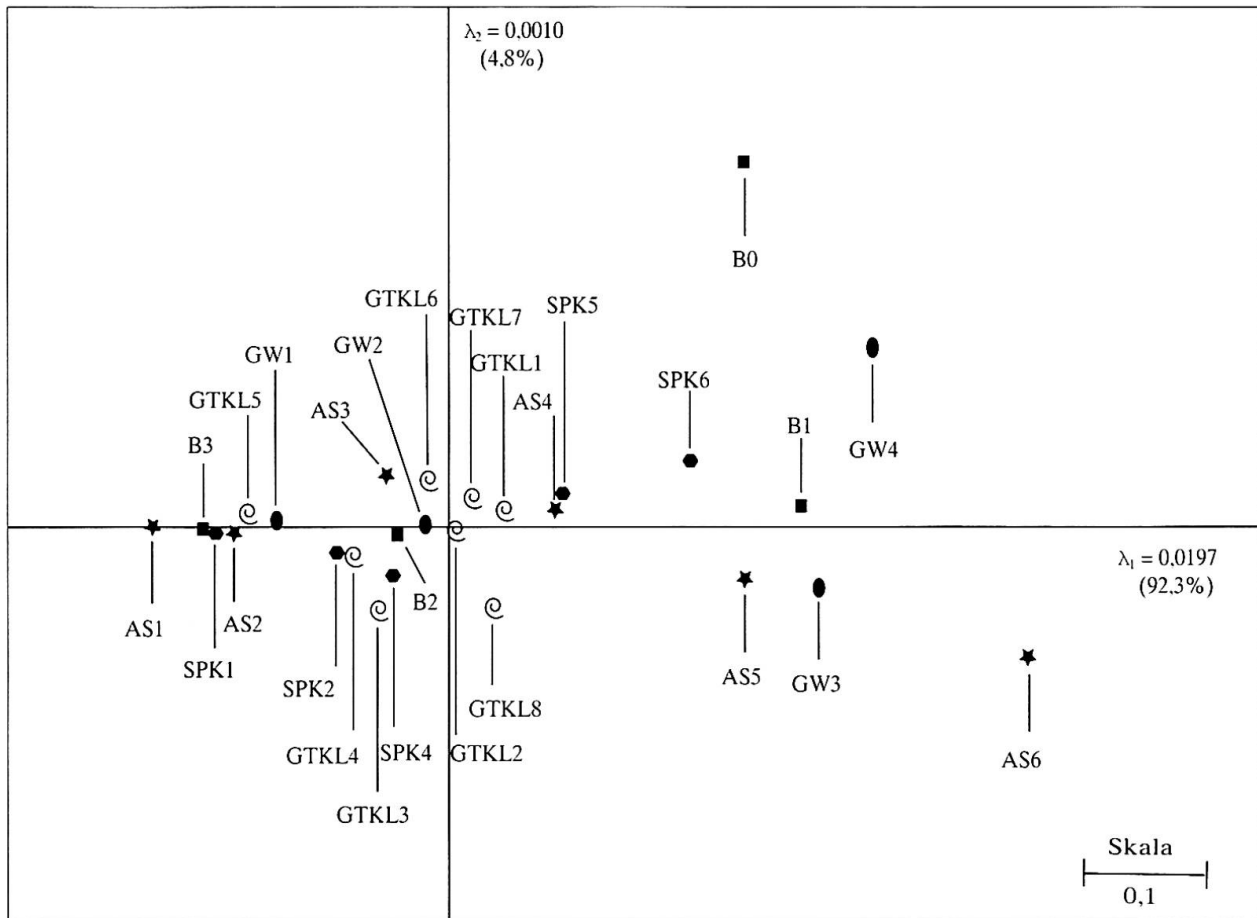 λ₂ = 0,0010
(4,8%)
B0
GTKL6
GTKL7
SPK5
GW1
GW2
GTKL1
SPK6
GTKL5
AS3
AS4
B1
B3
GW4
λ₁ = 0,0197
(92,3%)
AS1
AS2
B2
SPK1
SPK2
AS5
GW3
GTKL8
GTKL4
SPK4
GTKL2
AS6
GTKL3
Skala
0,1